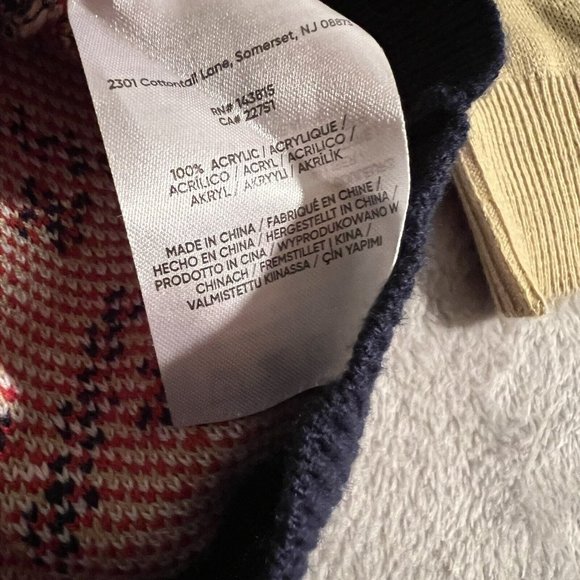 2301 Cottontail Lane, Somerset, NJ 08873
RN# 143815
CA# 22751
100% ACRYLIC / ACRYLIQUE /
ACRILICO / ACRYL / ACRÍLICO /
AKRYL / AKRYYLI / AKRILİK
MADE IN CHINA / FABRIQUÉ EN CHINE /
HECHO EN CHINA / HERGESTELLT IN CHINA /
PRODOTTO IN CINA / WYPRODUKOWANO W
CHINACH / FREMSTILLET I KINA /
VALMISTETTU KIINASSA / ÇİN YAPIMI